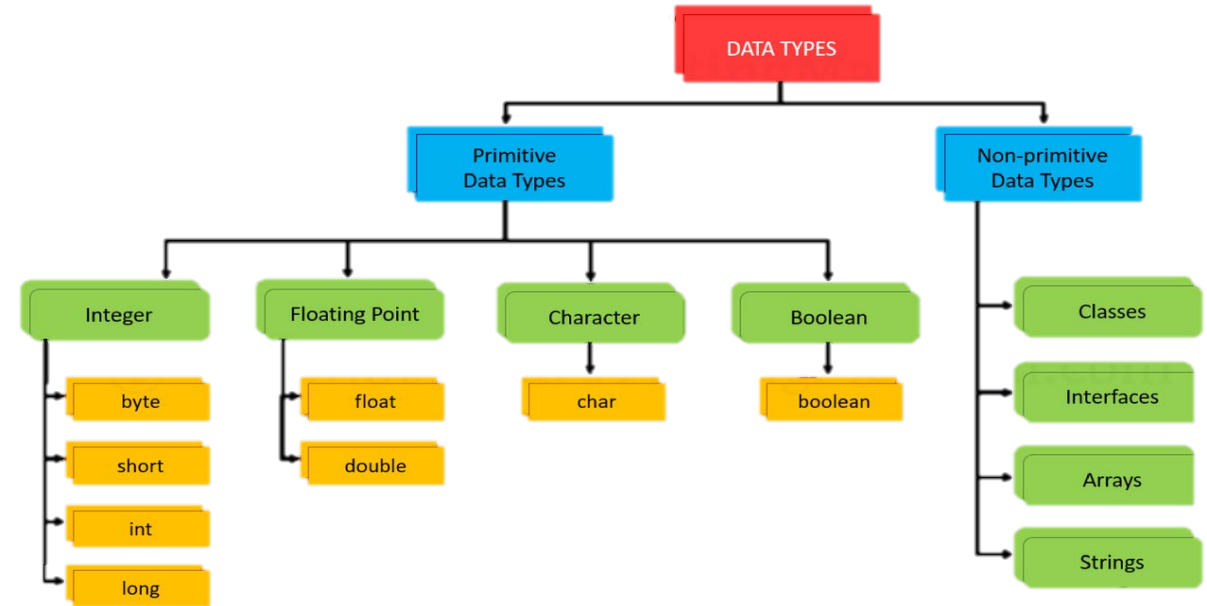 DATA TYPES
Primitive
Data Types
Non-primitive
Data Types
Integer
Floating Point
Character
Boolean
byte
short
int
long
float
double
char
boolean
Classes
Interfaces
Arrays
Strings